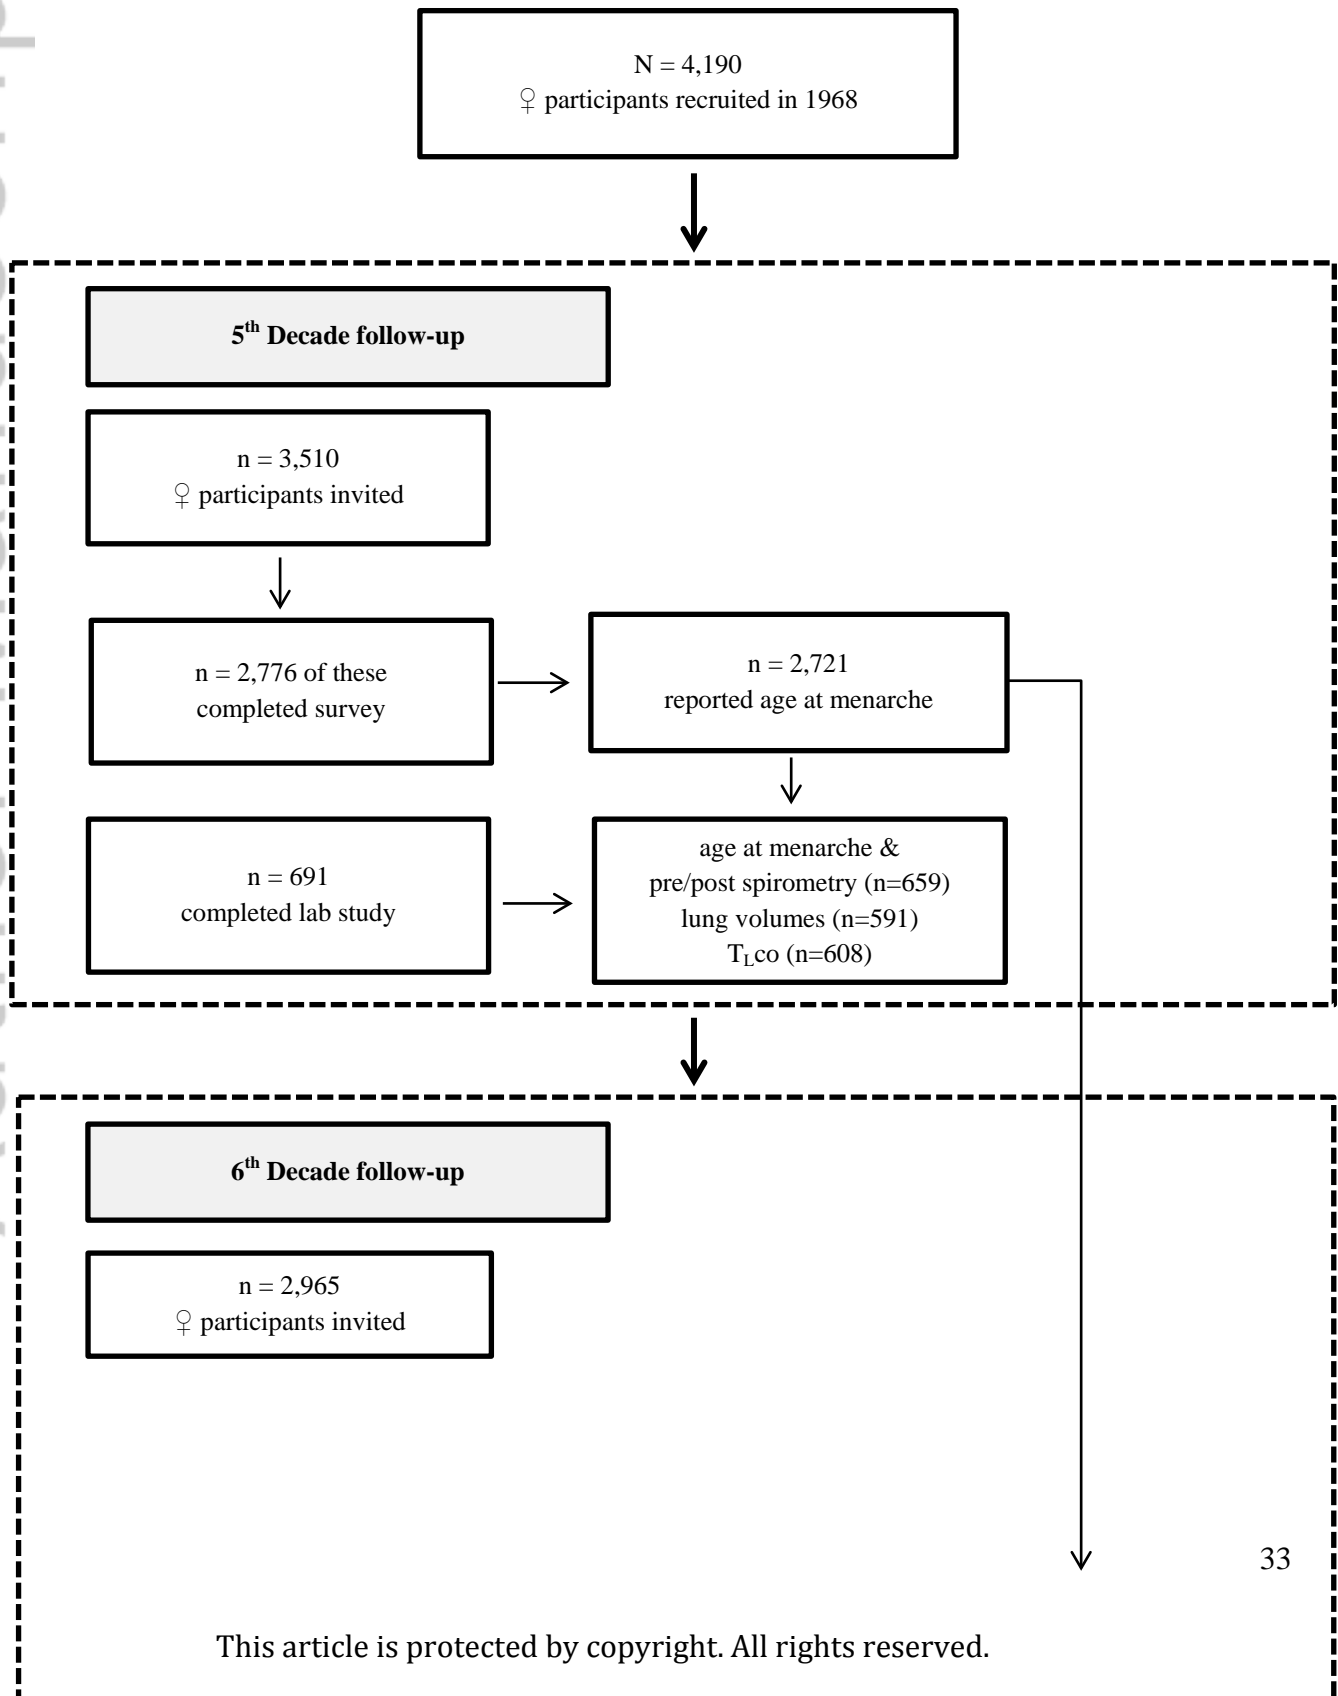 N = 4,190
♀ participants recruited in 1968
5th Decade follow-up
n = 3,510
♀ participants invited
n = 2,776 of these
completed survey
n = 2,721
reported age at menarche
n = 691
completed lab study
age at menarche &
pre/post spirometry (n=659)
lung volumes (n=591)
TLco (n=608)
6th Decade follow-up
n = 2,965
♀ participants invited
33
This article is protected by copyright. All rights reserved.